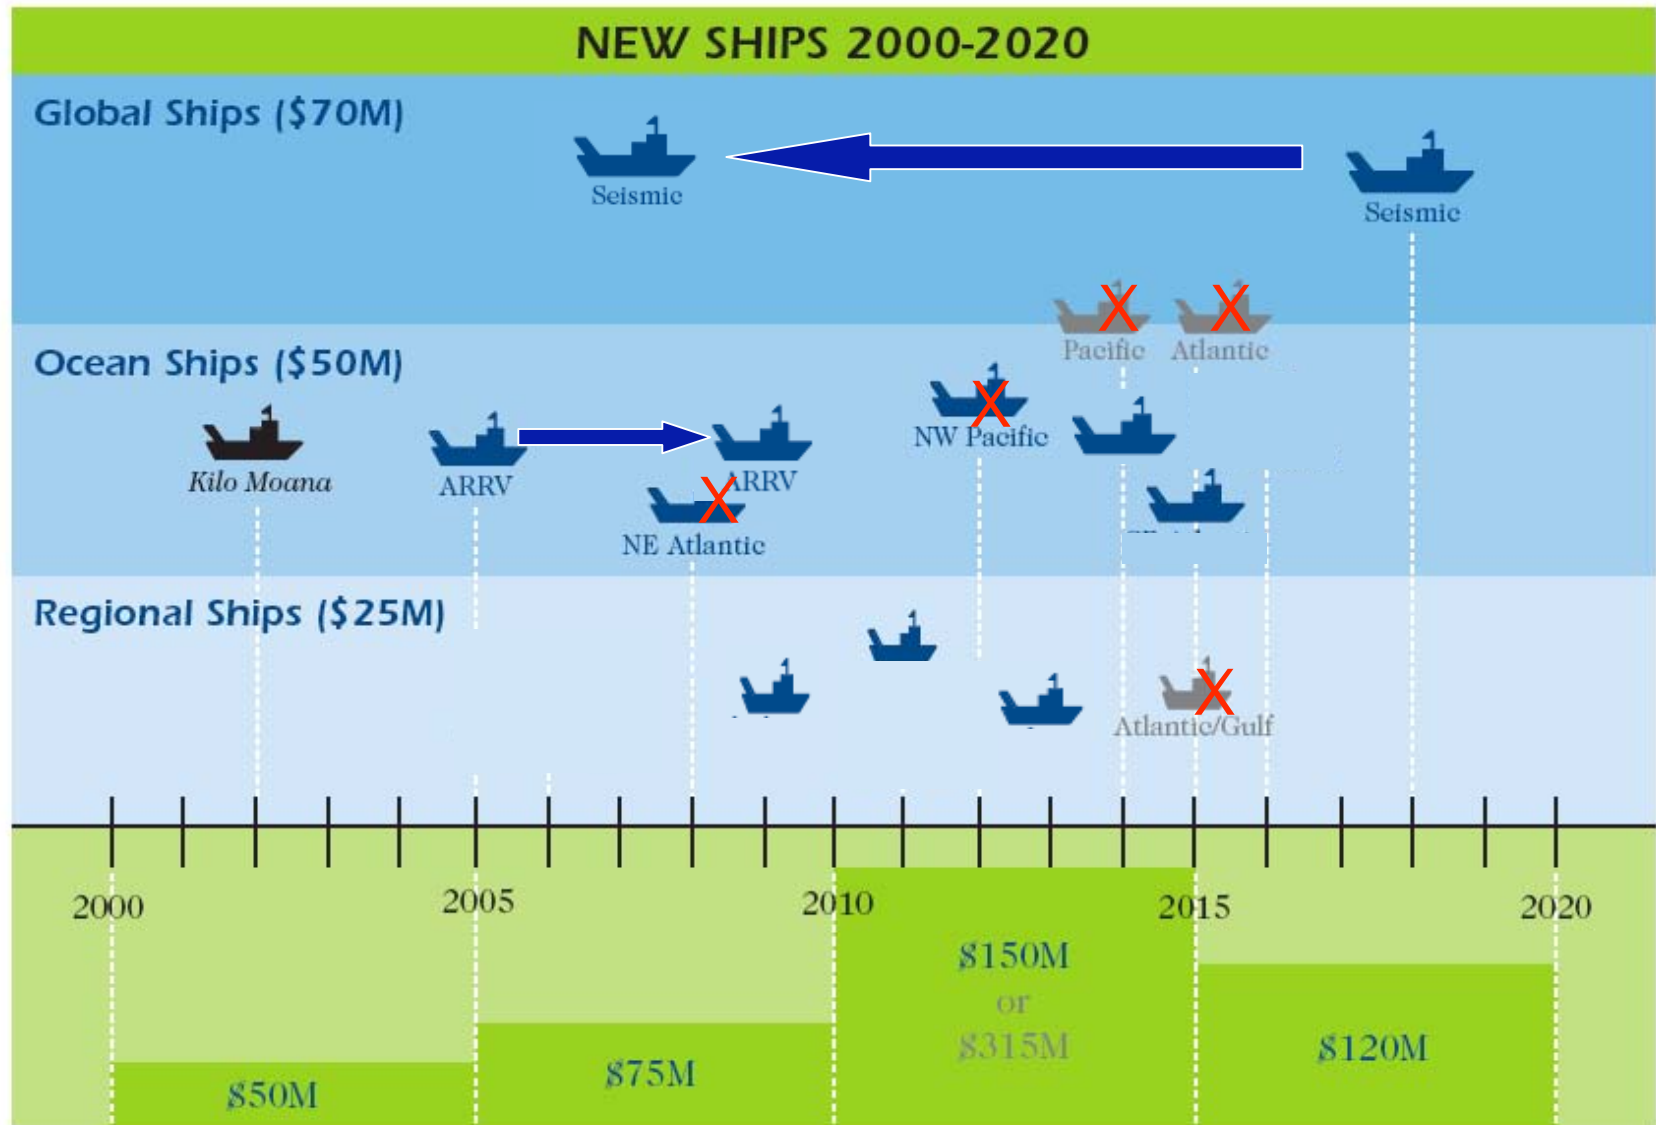 NEW SHIPS 2000-2020
Global Ships ($70M)
Seismic
Seismic
Pacific
Atlantic
Ocean Ships ($50M)
NW Pacific
Kilo Moana
ARRV
ARRV
NE Atlantic
Regional Ships ($25M)
Atlantic/Gulf
2000
2005
2010
2015
2020
$150M
or
$315M
$120M
$75M
$50M